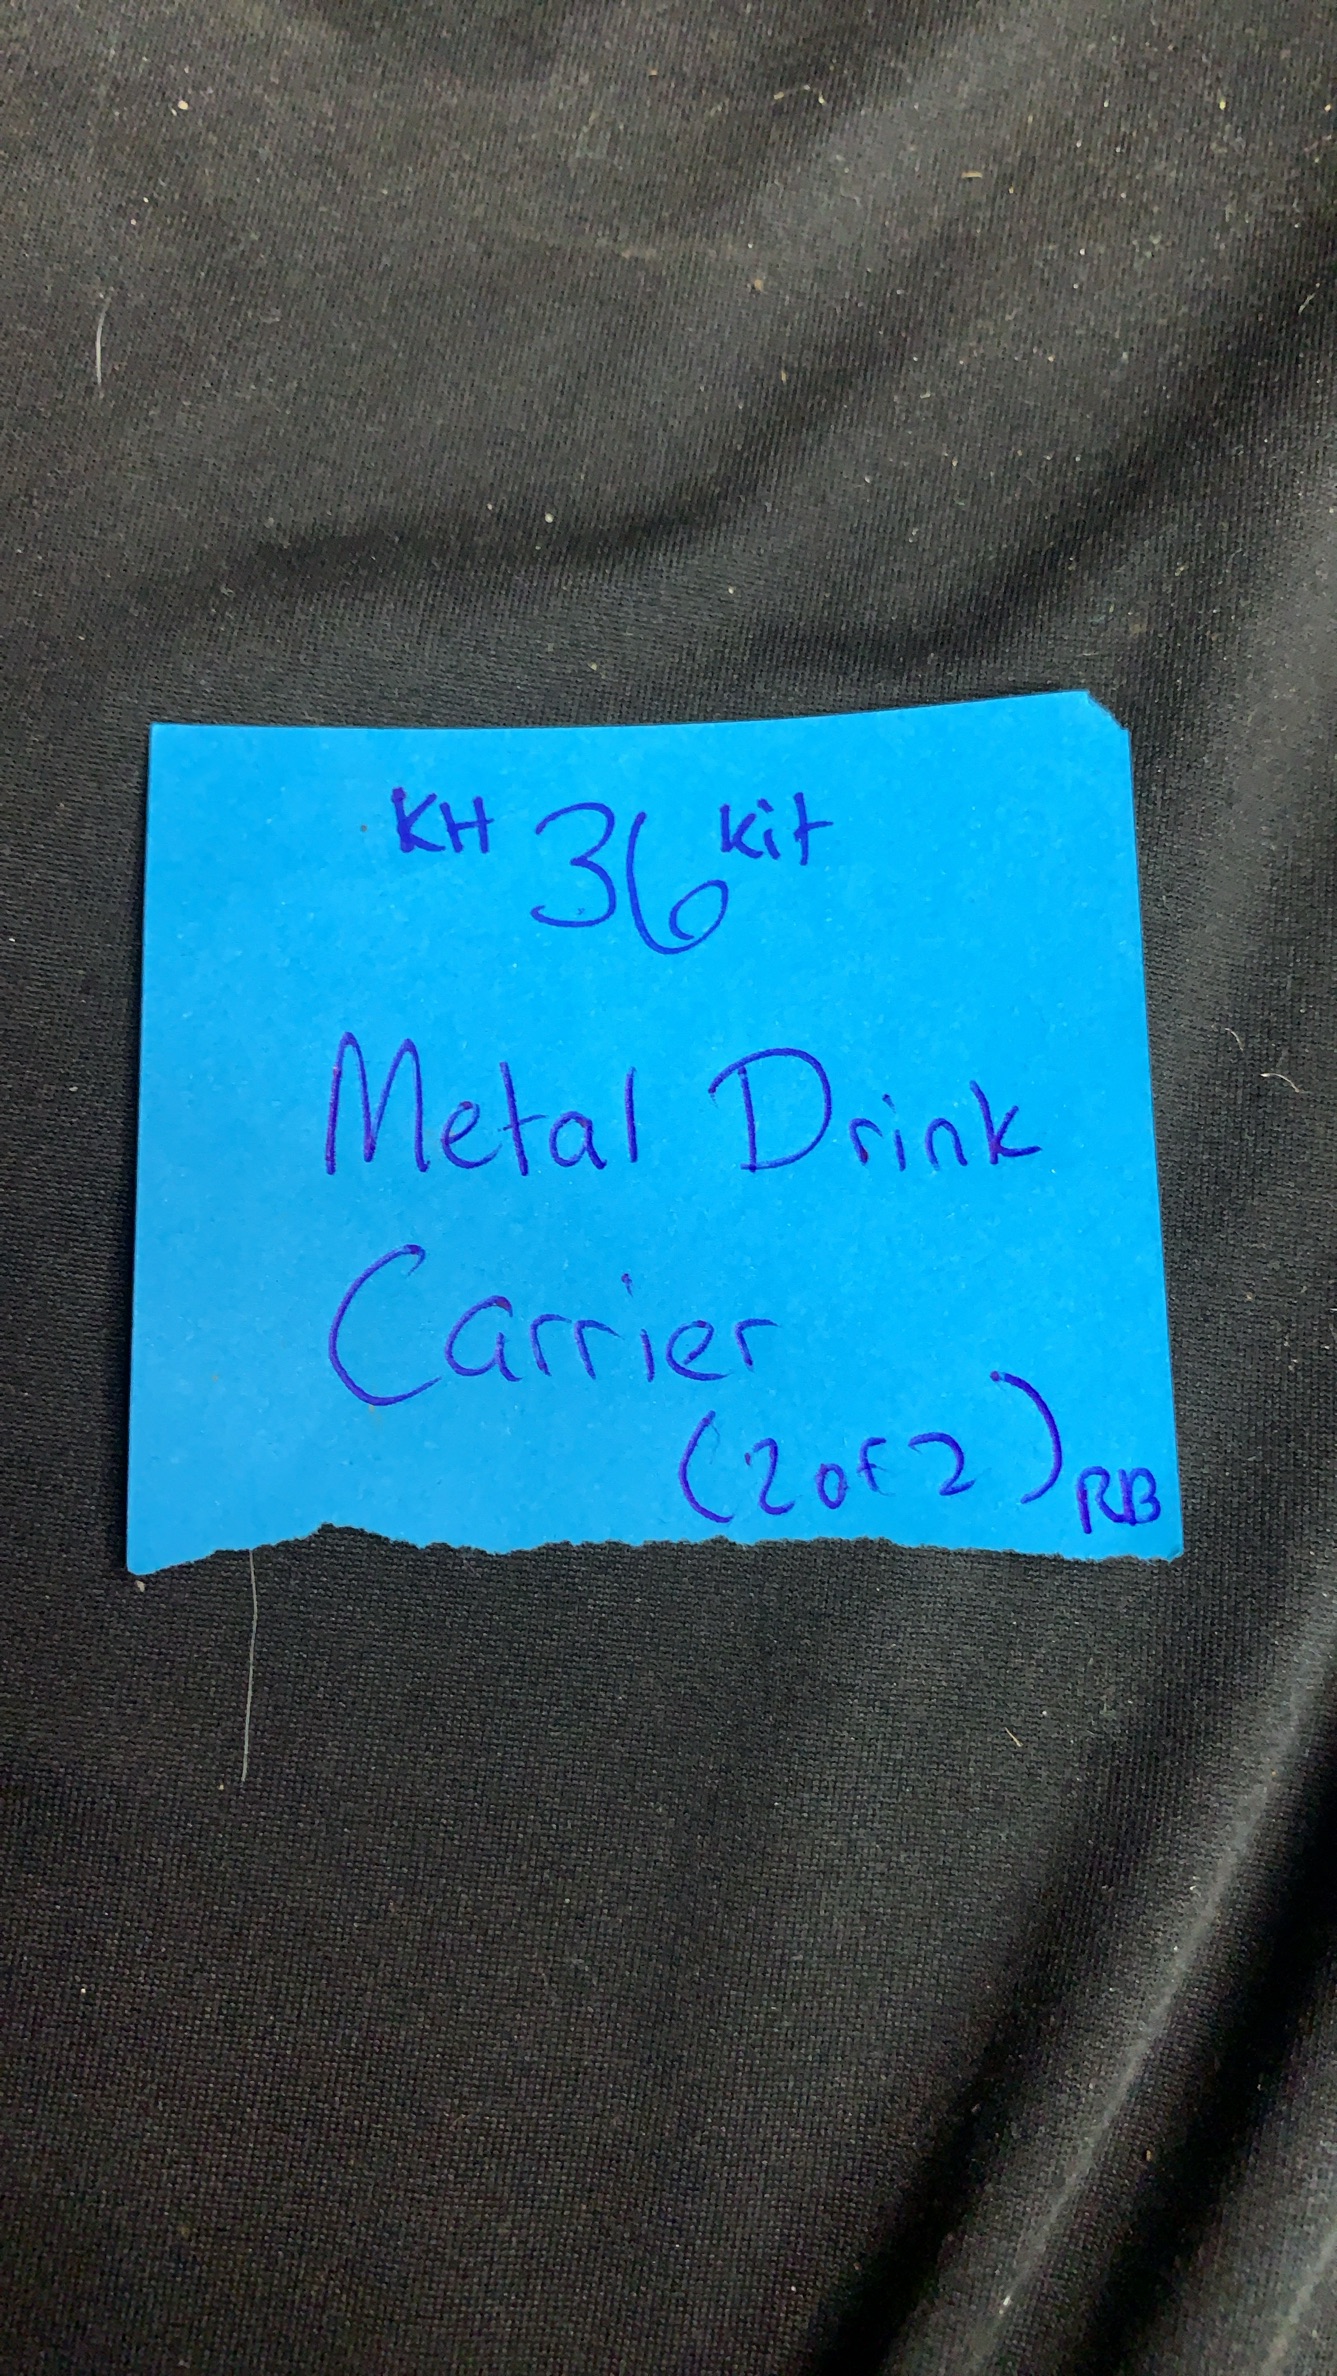 KH 36 Kit
Metal Drink
Carrier
(2 of 2) RB